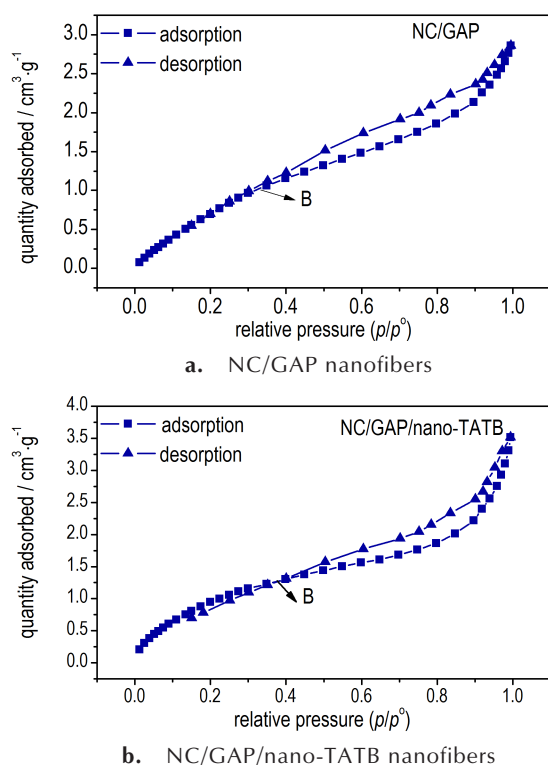 NC/GAP
adsorption
desorption
3.0
2.5
2.0
1.5
1.0
0.5
0.0
quantity adsorbed / cm³·g⁻¹
B
0.0 0.2 0.4 0.6 0.8 1.0
relative pressure (p/p°)
a. NC/GAP nanofibers
NC/GAP/nano-TATB
adsorption
desorption
4.0
3.5
3.0
2.5
2.0
1.5
1.0
0.5
0.0
quantity adsorbed / cm³·g⁻¹
B
0.0 0.2 0.4 0.6 0.8 1.0
relative pressure (p/p°)
b. NC/GAP/nano-TATB nanofibers